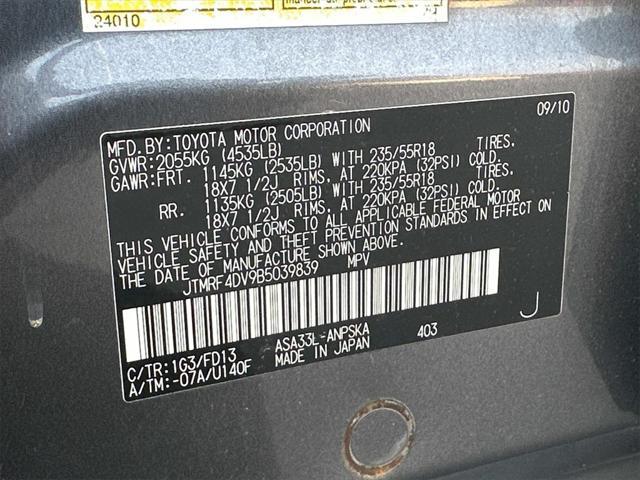 24010
09/10
MFD.BY:TOYOTA MOTOR CORPORATION
GVWR:2055KG (4535LB)
GAWR:FRT. 1145KG (2535LB) WITH 235/55R18 TIRES,
18X7 1/2J RIMS, AT 220KPA (32PSI) COLD.
RR. 1135KG (2505LB) WITH 235/55R18 TIRES,
18X7 1/2J RIMS, AT 220KPA (32PSI) COLD.
THIS VEHICLE CONFORMS TO ALL APPLICABLE FEDERAL MOTOR
VEHICLE SAFETY AND THEFT PREVENTION STANDARDS IN EFFECT ON
THE DATE OF MANUFACTURE SHOWN ABOVE.
JTMRF4DV9B5039839 MPV
J
C/TR:1G3/FD13 ASA33L-ANPSKA 403
A/TM:-07A/U140F MADE IN JAPAN